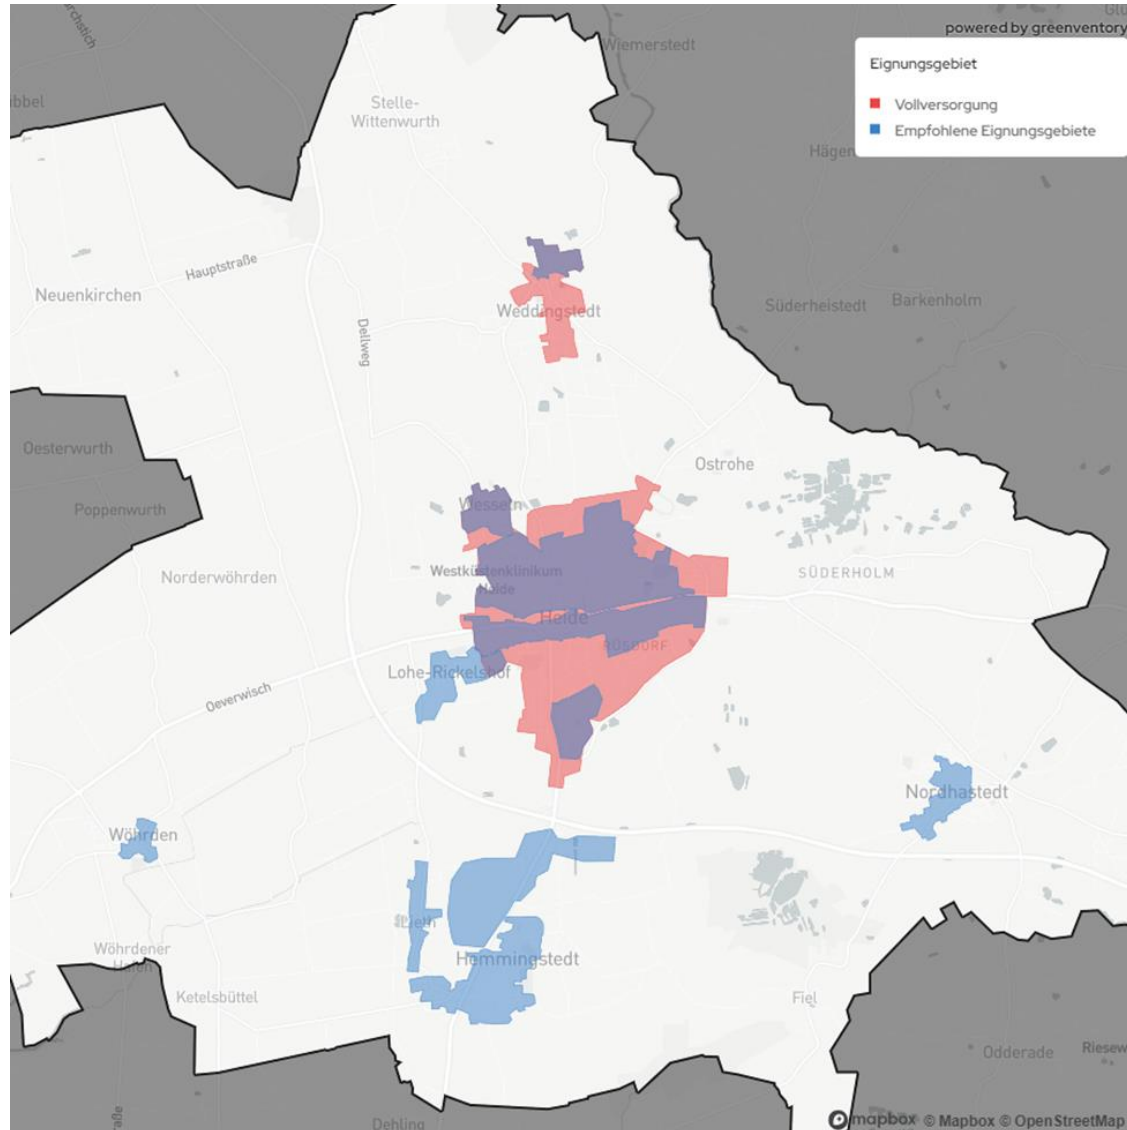 powered by greenventory
Wiemerstedt
Eignungsgebiet
Vollversorgung
Empfohlene Eignungsgebiete
Stelle-
Wittenwurth
Hauptstraße
Neuenkirchen
Dellweg
Weddingstedt
Süderheistedt
Barkenholm
Oesterwurth
Poppenwurth
Ostrohe
Wesseln
Norderwöhrden
Westküstenklinikum
Heide
SÜDERHOLM
Heide
RÜSDORF
Lohe-Rickelshof
Oeverwisch
Wöhrden
Nordhastedt
Lieth
Wöhrdener
Hafen
Hemmingstedt
Ketelsbüttel
Fiel
Odderade
Dehling
mapbox © Mapbox © OpenStreetMap